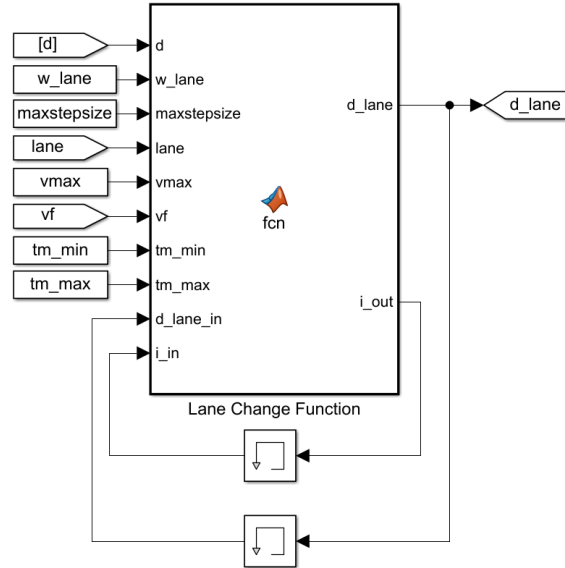 [d]
d
w_lane
w_lane
maxstepsize
maxstepsize
lane
lane
vmax
vmax
vf
vf
tm_min
tm_min
tm_max
tm_max
d_lane_in
i_in
fcn
d_lane
d_lane
i_out
Lane Change Function